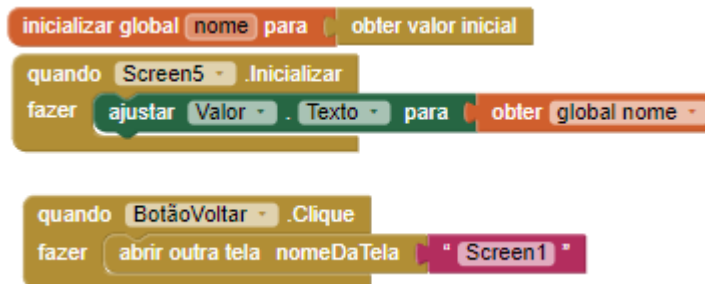 inicializar global nome para obter valor inicial
quando Screen5 .Inicializar
fazer ajustar Valor . Texto para obter global nome
quando BotãoVoltar .Clique
fazer abrir outra tela nomeDaTela " Screen1 "